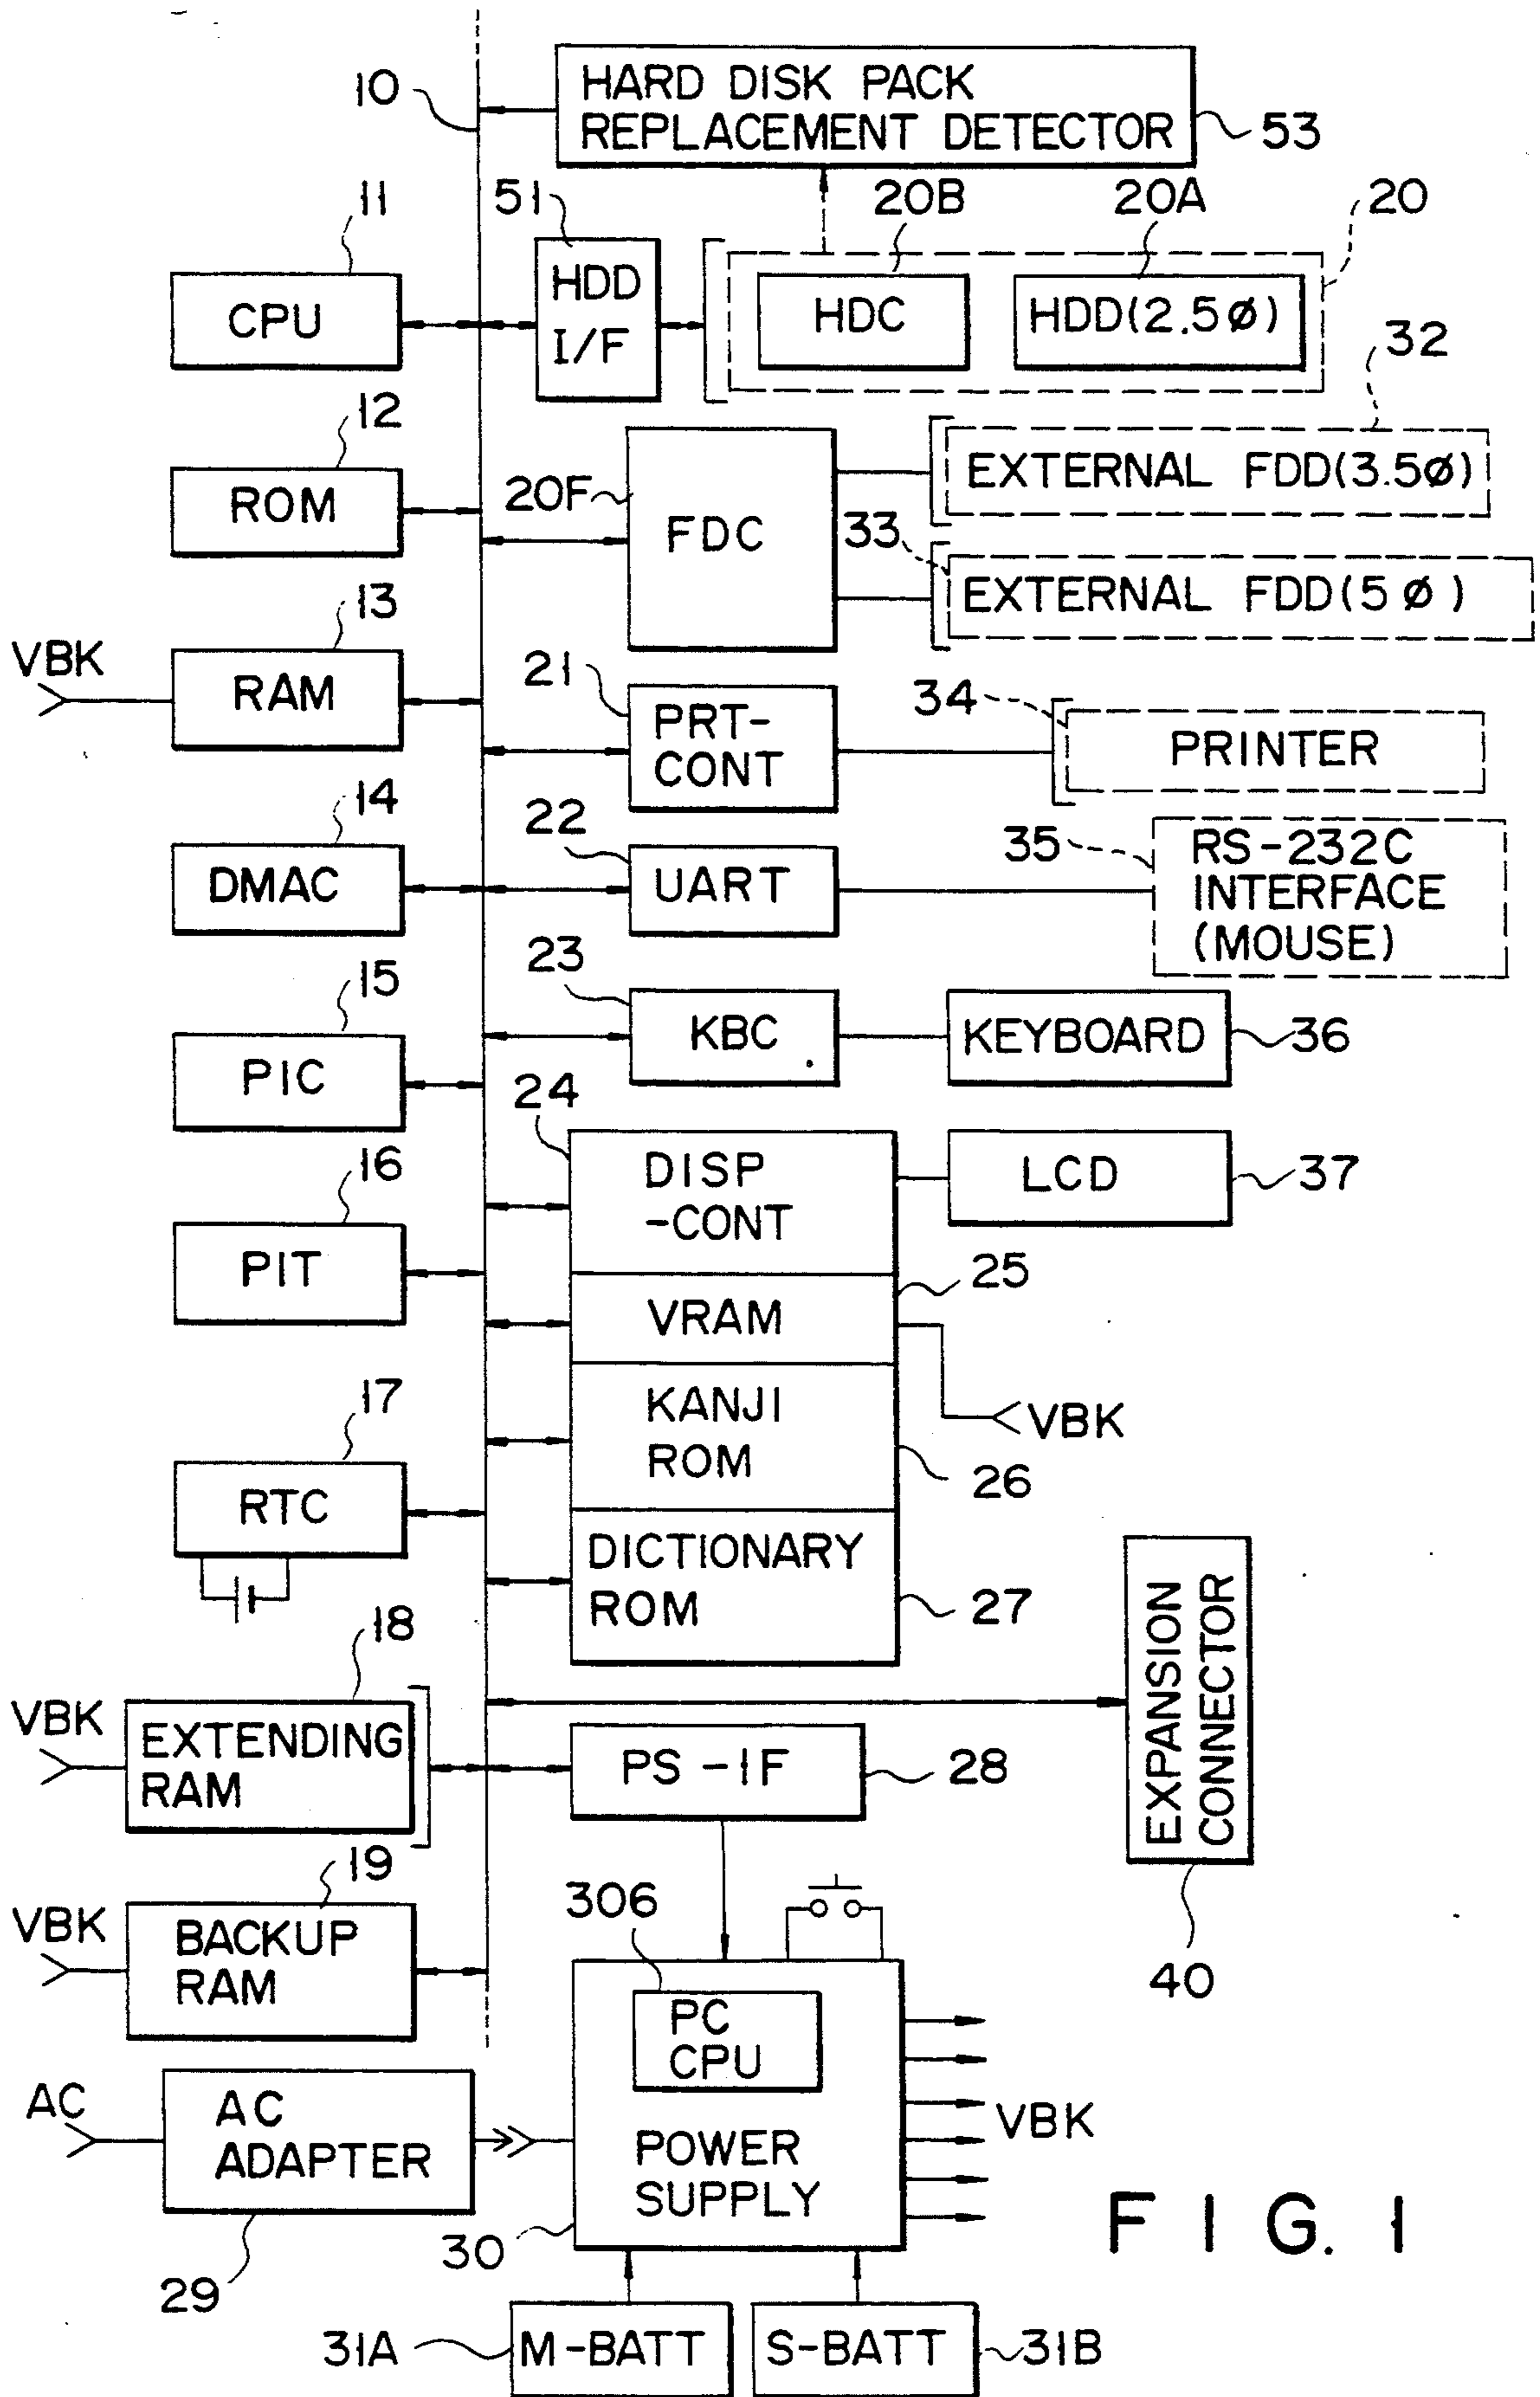 10
HARD DISK PACK
REPLACEMENT DETECTOR
53
11
51
20B
20A
20
CPU
HDD
I/F
HDC
HDD(2.5ø)
32
12
ROM
20F
FDC
EXTERNAL FDD(3.5ø)
33
EXTERNAL FDD(5ø)
13
VBK
RAM
21
PRT-
CONT
34
PRINTER
14
DMAC
22
UART
35
RS-232C
INTERFACE
(MOUSE)
15
PIC
23
KBC
KEYBOARD
36
24
DISP
-CONT
LCD
37
16
PIT
25
VRAM
VBK
17
RTC
KANJI
ROM
26
DICTIONARY
ROM
27
EXPANSION
CONNECTOR
40
18
VBK
EXTENDING
RAM
PS-IF
28
19
VBK
BACKUP
RAM
306
PC
CPU
AC
AC
ADAPTER
29
POWER
SUPPLY
30
VBK
31A
M-BATT
S-BATT
31B
FIG. 1